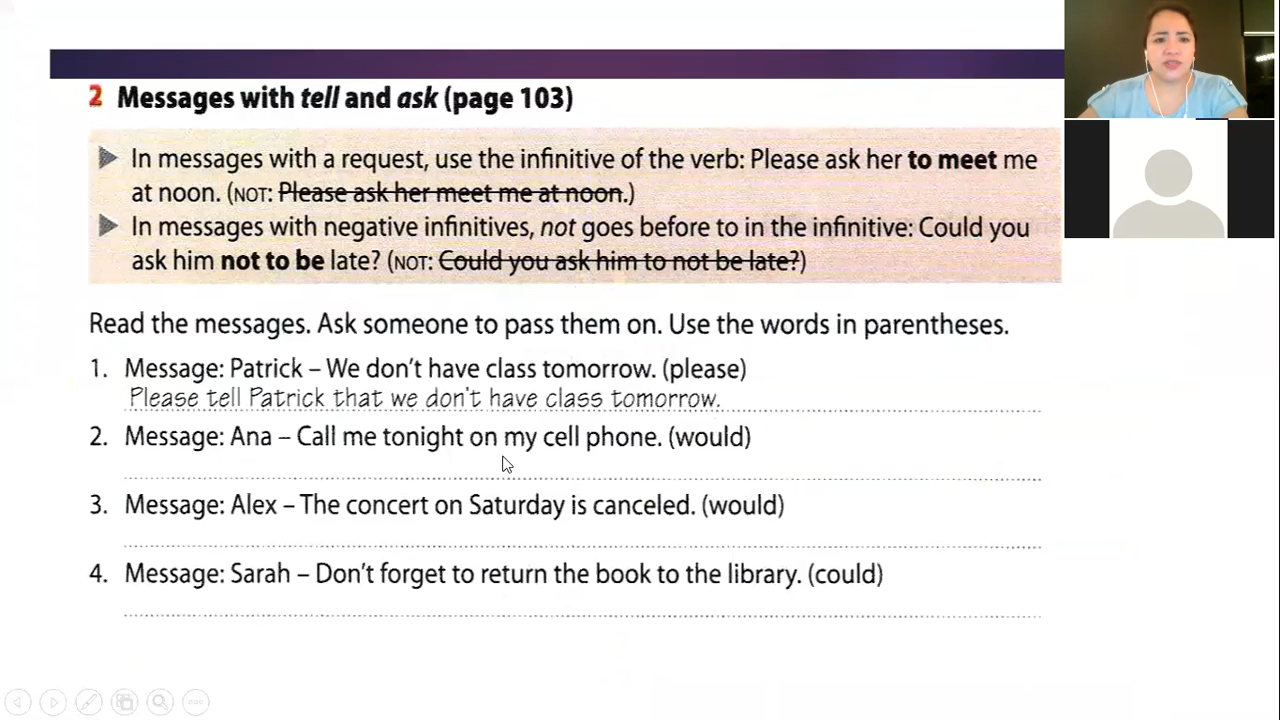 2 Messages with tell and ask (page 103)
In messages with a request, use the infinitive of the verb: Please ask her to meet me
at noon. (NOT: Please ask her meet me at noon.)
In messages with negative infinitives, not goes before to in the infinitive: Could you
ask him not to be late? (NOT: Could you ask him to not be late?)
Read the messages. Ask someone to pass them on. Use the words in parentheses.
1. Message: Patrick – We don't have class tomorrow. (please)
Please tell Patrick that we don't have class tomorrow.
2. Message: Ana – Call me tonight on my cell phone. (would)
3. Message: Alex – The concert on Saturday is canceled. (would)
4. Message: Sarah – Don't forget to return the book to the library. (could)